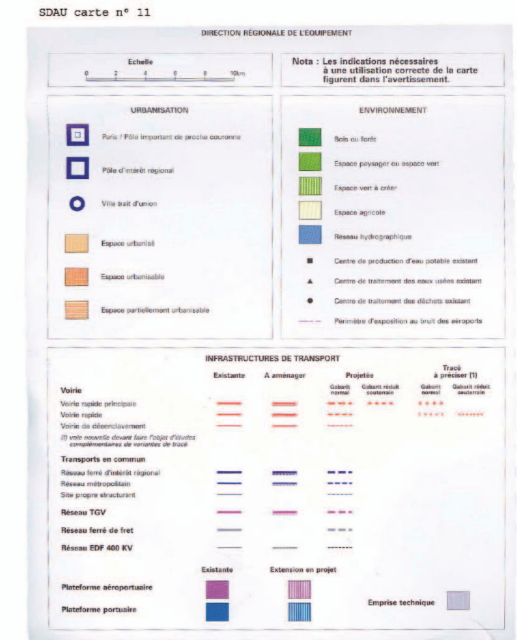 SDAU carte n° 11
DIRECTION RÉGIONALE DE L'ÉQUIPEMENT
Echelle
0 2 4 6 8 10km
Nota : Les indications nécessaires
à une utilisation correcte de la carte
figurent dans l'avertissement.
URBANISATION
Paris / Pôle important de proche couronne
Pôle d'intérêt régional
Ville trait d'union
Espace urbanisé
Espace urbanisable
Espace partiellement urbanisable
ENVIRONNEMENT
Bois ou forêt
Espace paysager ou espace vert
Espace vert à créer
Espace agricole
Réseau hydrographique
Centre de production d'eau potable existant
Centre de traitement des eaux usées existant
Centre de traitement des déchets existant
Périmètre d'exposition au bruit des aéroports
INFRASTRUCTURES DE TRANSPORT
Existante A aménager Projetée Tracé
à préciser (1)
Voirie Gabarit normal Gabarit réduit souterrain Gabarit normal Gabarit réduit souterrain
Voirie rapide principale
Voirie rapide
Voirie de désenclavement
(1) voie nouvelle devant faire l'objet d'études
complémentaires de variantes de tracé
Transports en commun
Réseau ferré d'intérêt régional
Réseau métropolitain
Site propre structurant
Réseau TGV
Réseau ferré de fret
Réseau EDF 400 KV
Existante Extension en projet
Plateforme aéroportuaire
Plateforme portuaire
Emprise technique